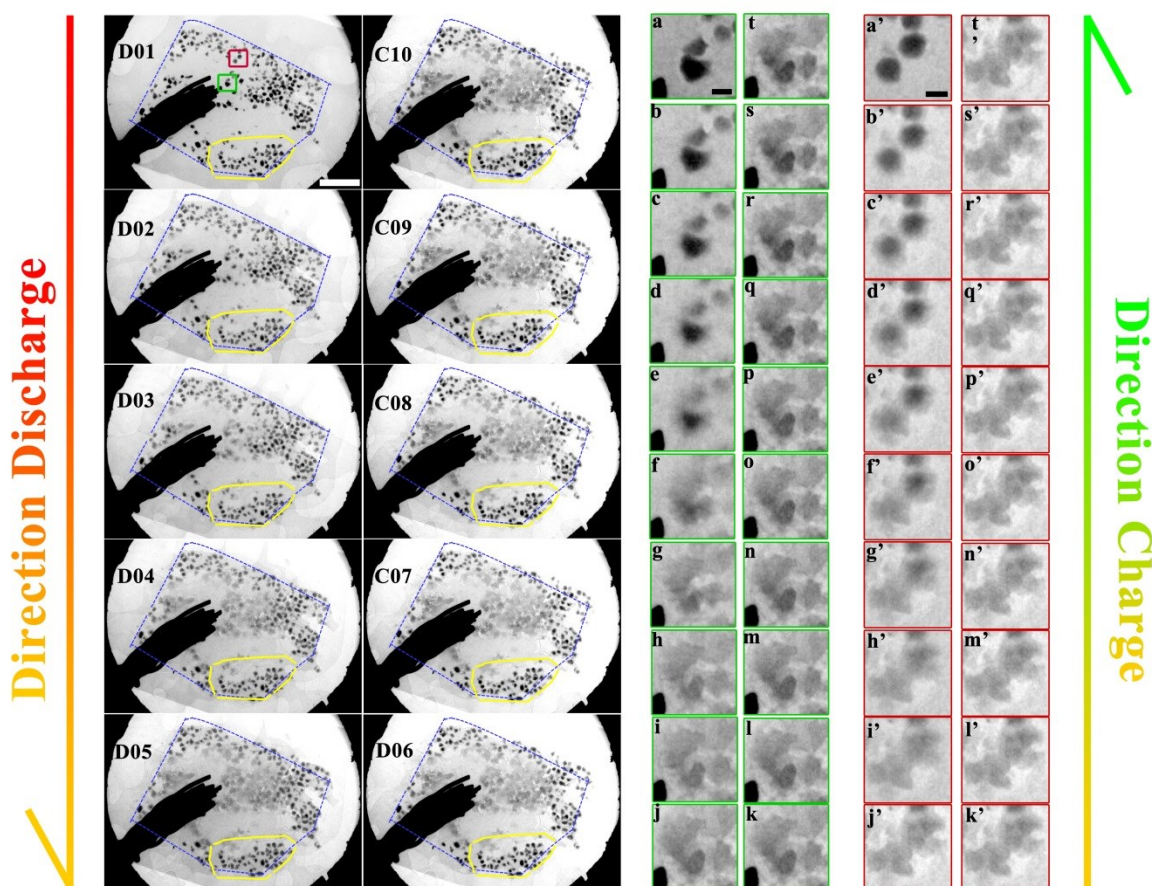 Direction Discharge
D01
C10
D02
C09
D03
C08
D04
C07
D05
D06
a
t
b
s
c
r
d
q
e
p
f
o
g
n
h
m
i
l
j
k
a’
t’
b’
s’
c’
r’
d’
q’
e’
p’
f’
o’
g’
n’
h’
m’
i’
l’
j’
k’
Direction Charge